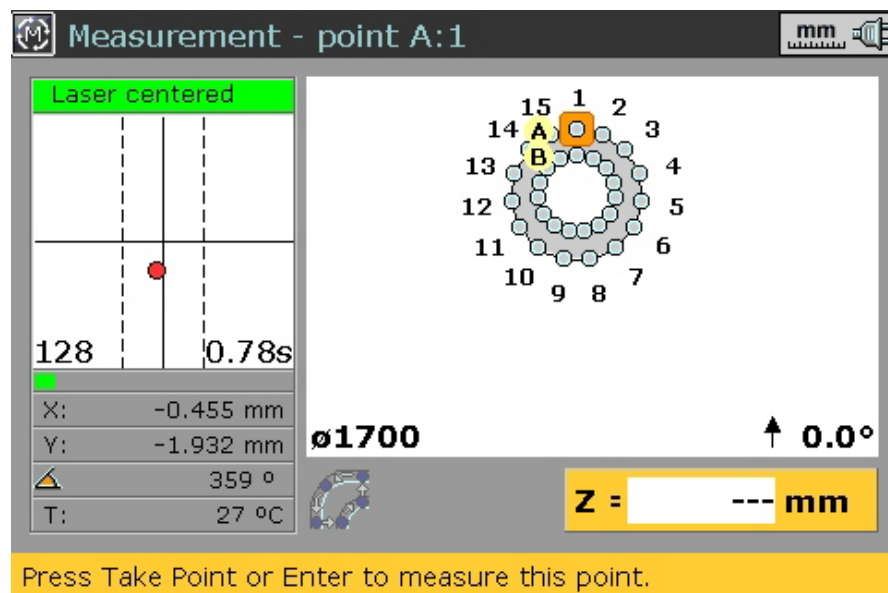 Measurement - point A:1
mm
Laser centered
128 0.78s
X: -0.455 mm
Y: -1.932 mm
359 º
T: 27 ºC
15 1 2
14 A 3
13 B 4
12 5
11 6
10 7
9 8
ø1700 0.0°
Z = --- mm
Press Take Point or Enter to measure this point.